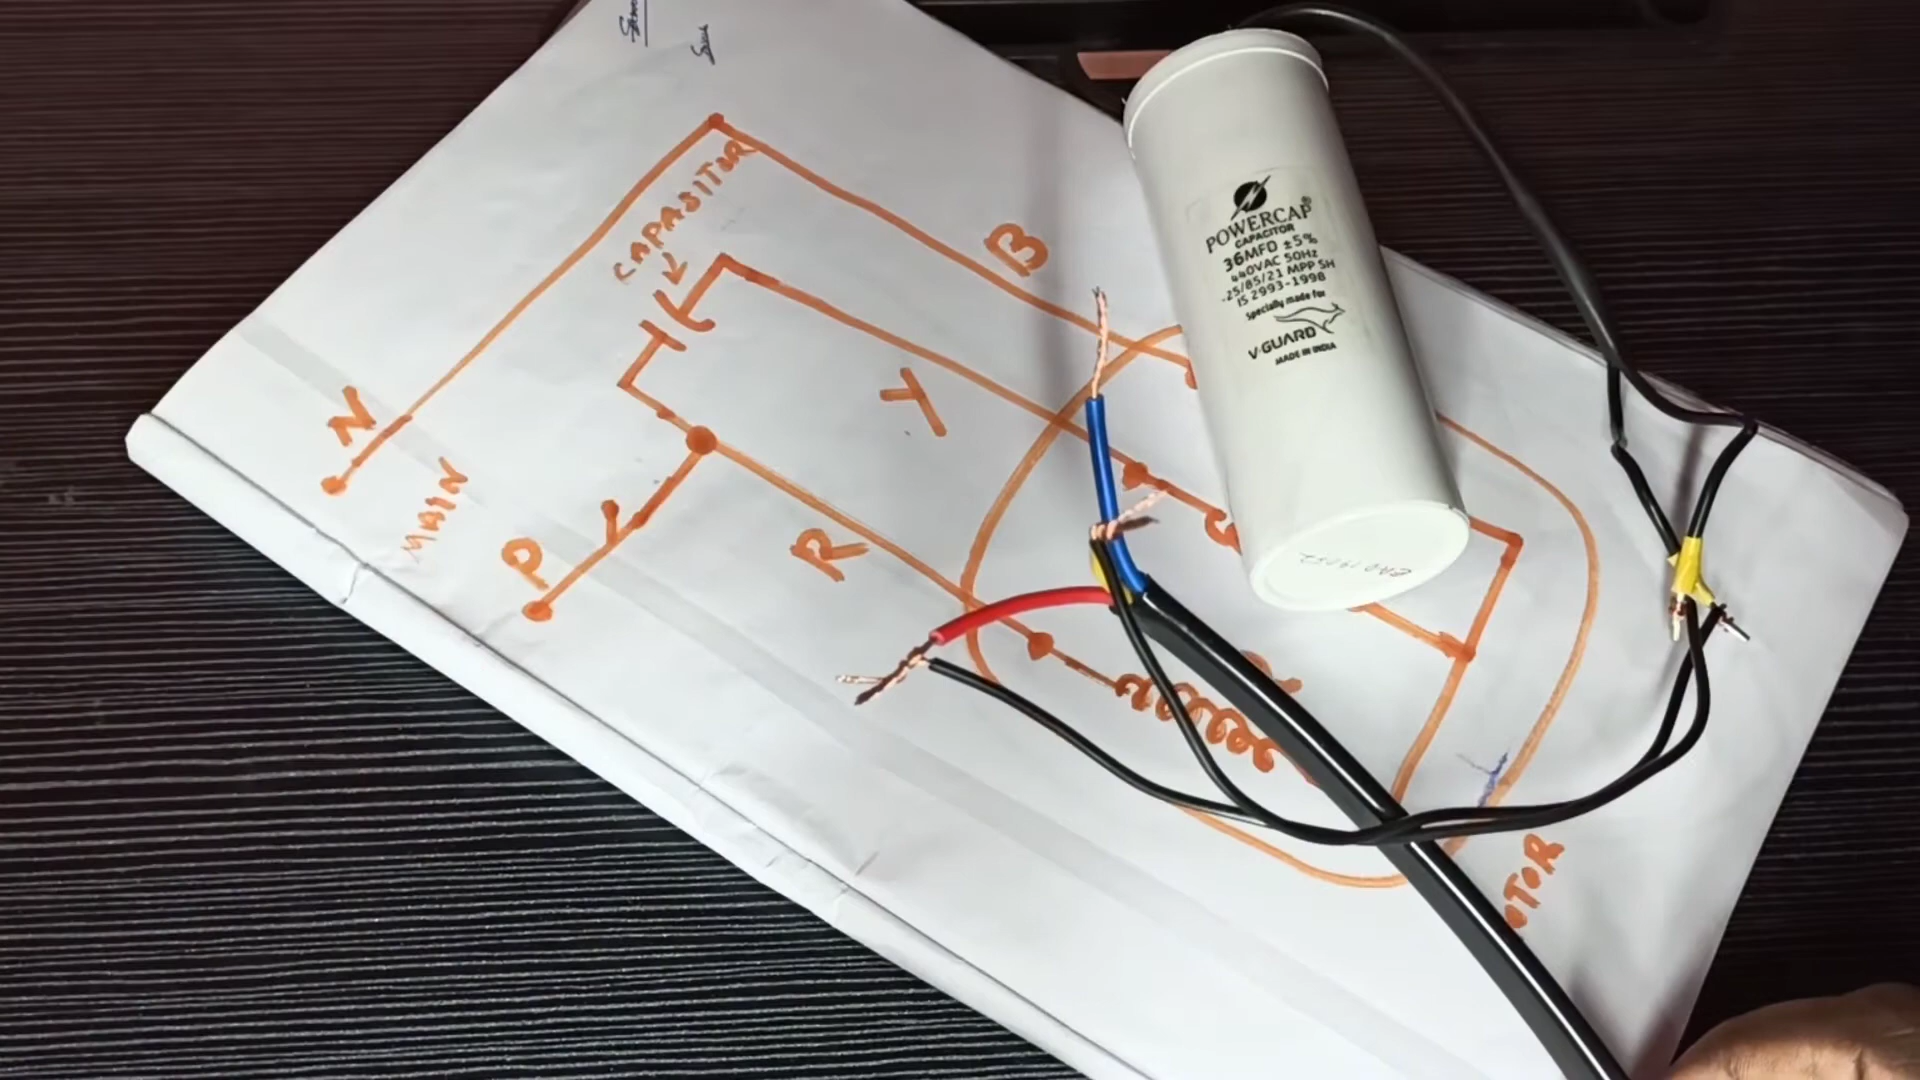 CAPASITOR
B
N
Y
MAIN
P
R
C
OTOR
POWERCAP®
CAPACITOR
36MFD ±5%
440VAC 50Hz
-25/85/21 MPP SH
IS 2993-1998
Specially made for
V-GUARD
MADE IN INDIA